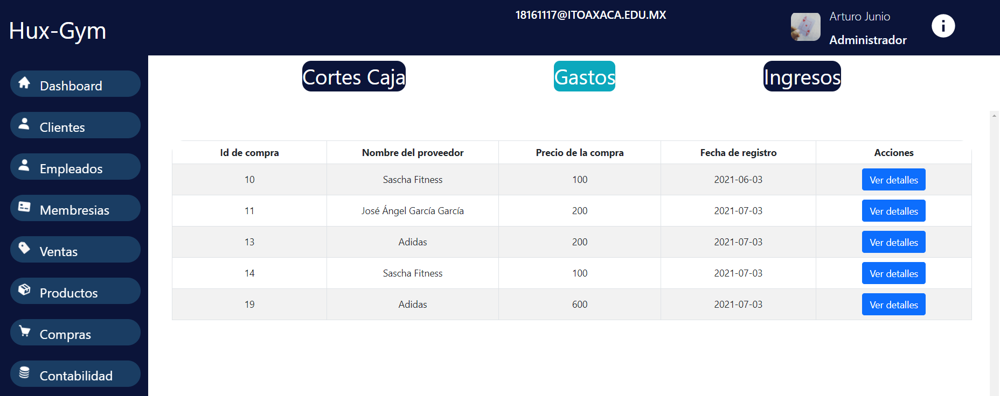 Hux-Gym
18161117@ITOAXACA.EDU.MX
Arturo Junio
Administrador
Dashboard
Clientes
Empleados
Membresias
Ventas
Productos
Compras
Contabilidad
Cortes Caja Gastos Ingresos
Id de compra Nombre del proveedor Precio de la compra Fecha de registro Acciones
10 Sascha Fitness 100 2021-06-03 Ver detalles
11 José Ángel García García 200 2021-07-03 Ver detalles
13 Adidas 200 2021-07-03 Ver detalles
14 Sascha Fitness 100 2021-07-03 Ver detalles
19 Adidas 600 2021-07-03 Ver detalles